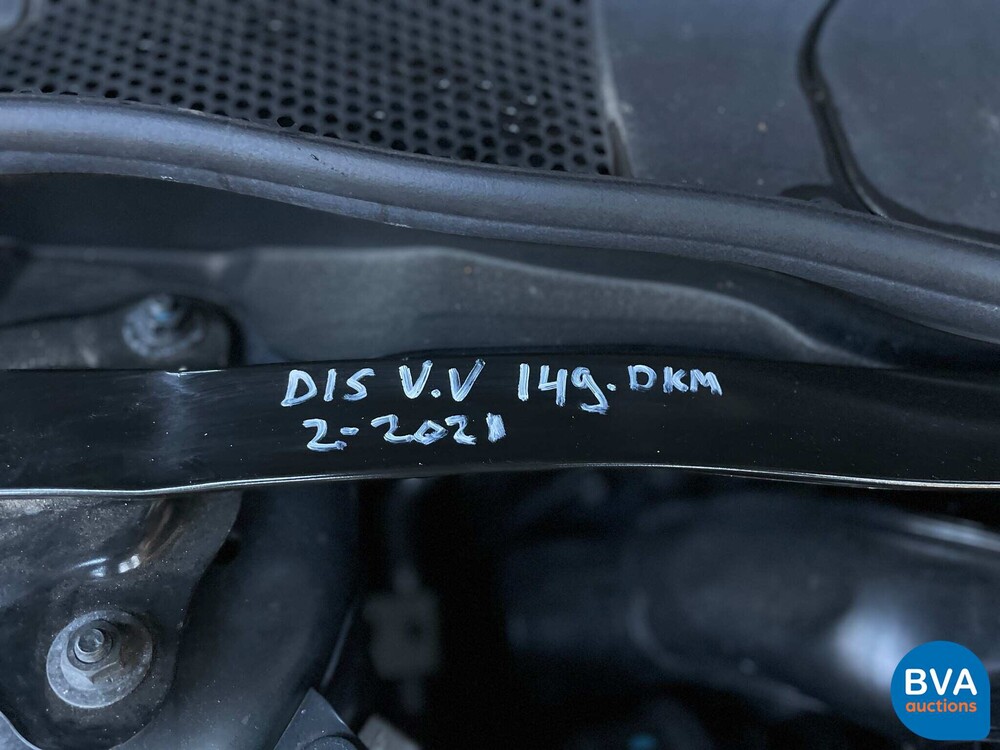 DIS V.V 149.DKM
2-2021
BVA
auctions